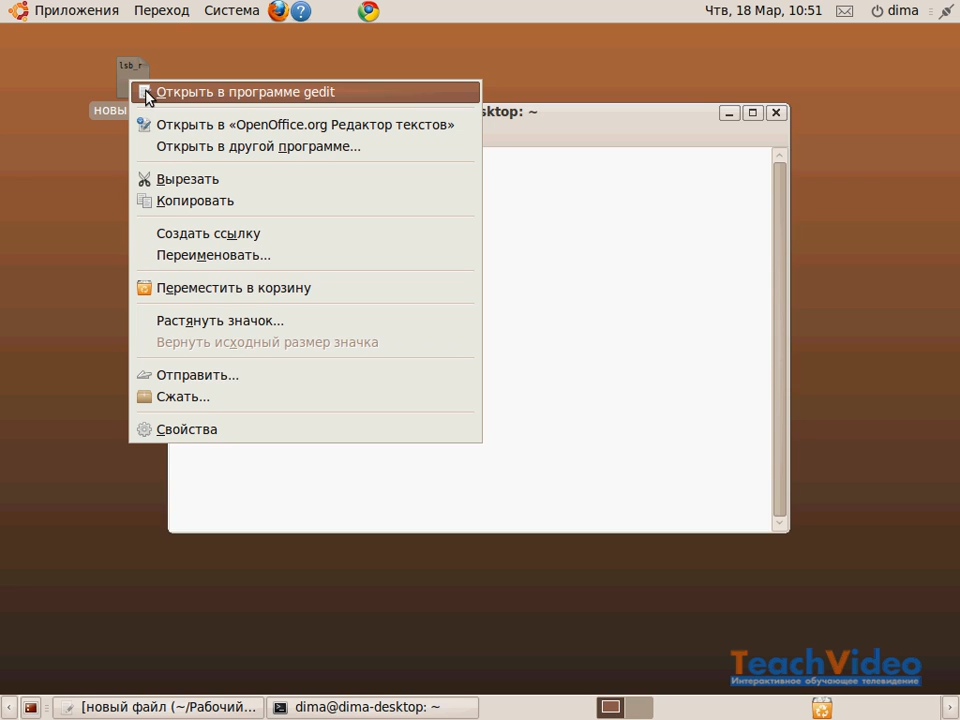 Приложения Переход Система
Чтв, 18 Мар, 10:51
dima
lsb_r
новы
Открыть в программе gedit
sktop: ~
Открыть в «OpenOffice.org Редактор текстов»
Открыть в другой программе...
Вырезать
Копировать
Создать ссылку
Переименовать...
Переместить в корзину
Растянуть значок...
Вернуть исходный размер значка
Отправить...
Сжать...
Свойства
TeachVideo
Интерактивное обучающее телевидение
[новый файл (~/Рабочий...
dima@dima-desktop: ~